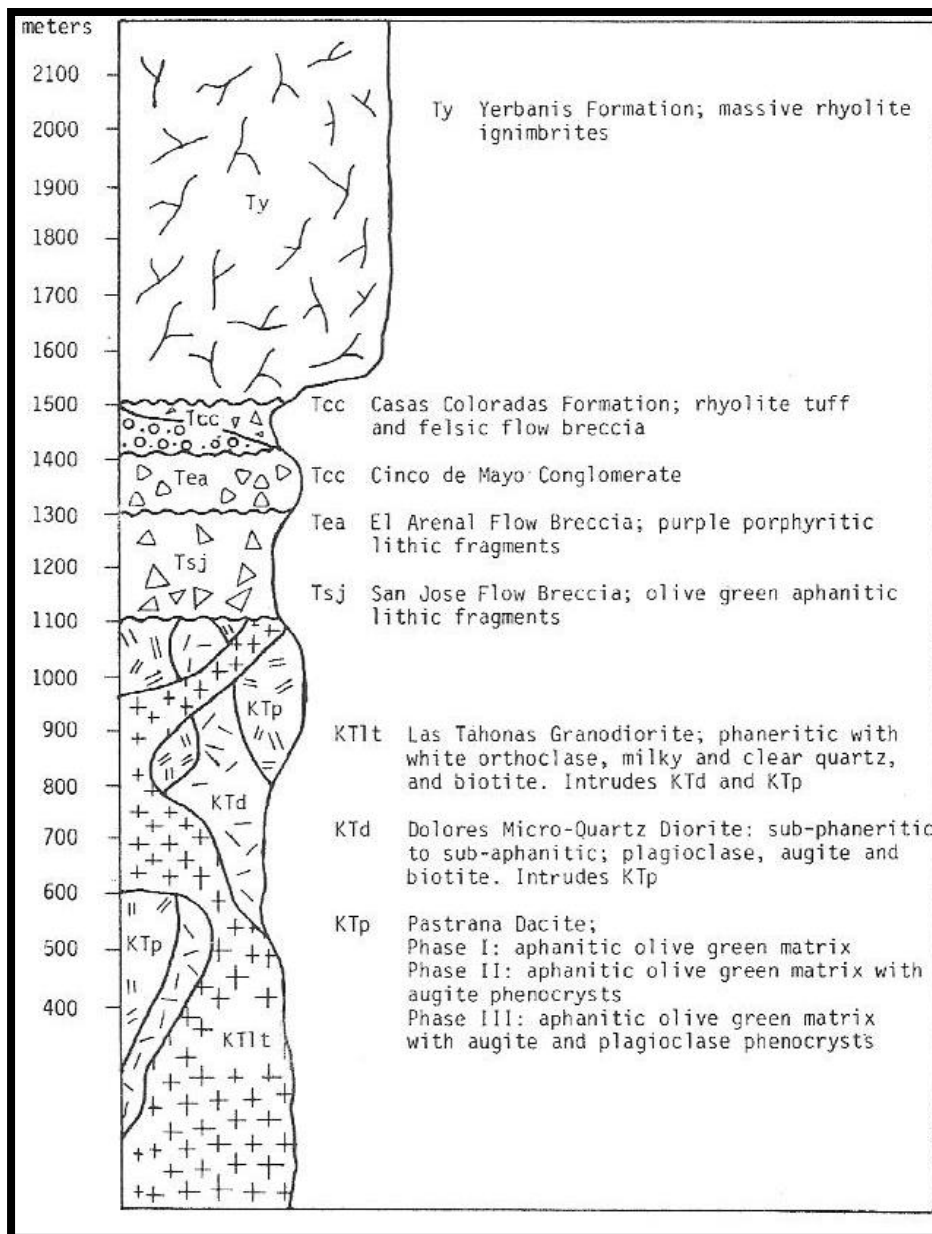 meters
2100
2000
1900
1800
1700
1600
1500
1400
1300
1200
1100
1000
900
800
700
600
500
400
Ty
Tcc
Tea
Tsj
KTp
KTd
KTp
KTlt
Ty Yerbanis Formation; massive rhyolite
ignimbrites
Tcc Casas Coloradas Formation; rhyolite tuff
and felsic flow breccia
Tcc Cinco de Mayo Conglomerate
Tea El Arenal Flow Breccia; purple porphyritic
lithic fragments
Tsj San Jose Flow Breccia; olive green aphanitic
lithic fragments
KTlt Las Tahonas Granodiorite; phaneritic with
white orthoclase, milky and clear quartz,
and biotite. Intrudes KTd and KTp
KTd Dolores Micro-Quartz Diorite: sub-phaneritic
to sub-aphanitic; plagioclase, augite and
biotite. Intrudes KTp
KTp Pastrana Dacite;
Phase I: aphanitic olive green matrix
Phase II: aphanitic olive green matrix with
augite phenocrysts
Phase III: aphanitic olive green matrix
with augite and plagioclase phenocrysts